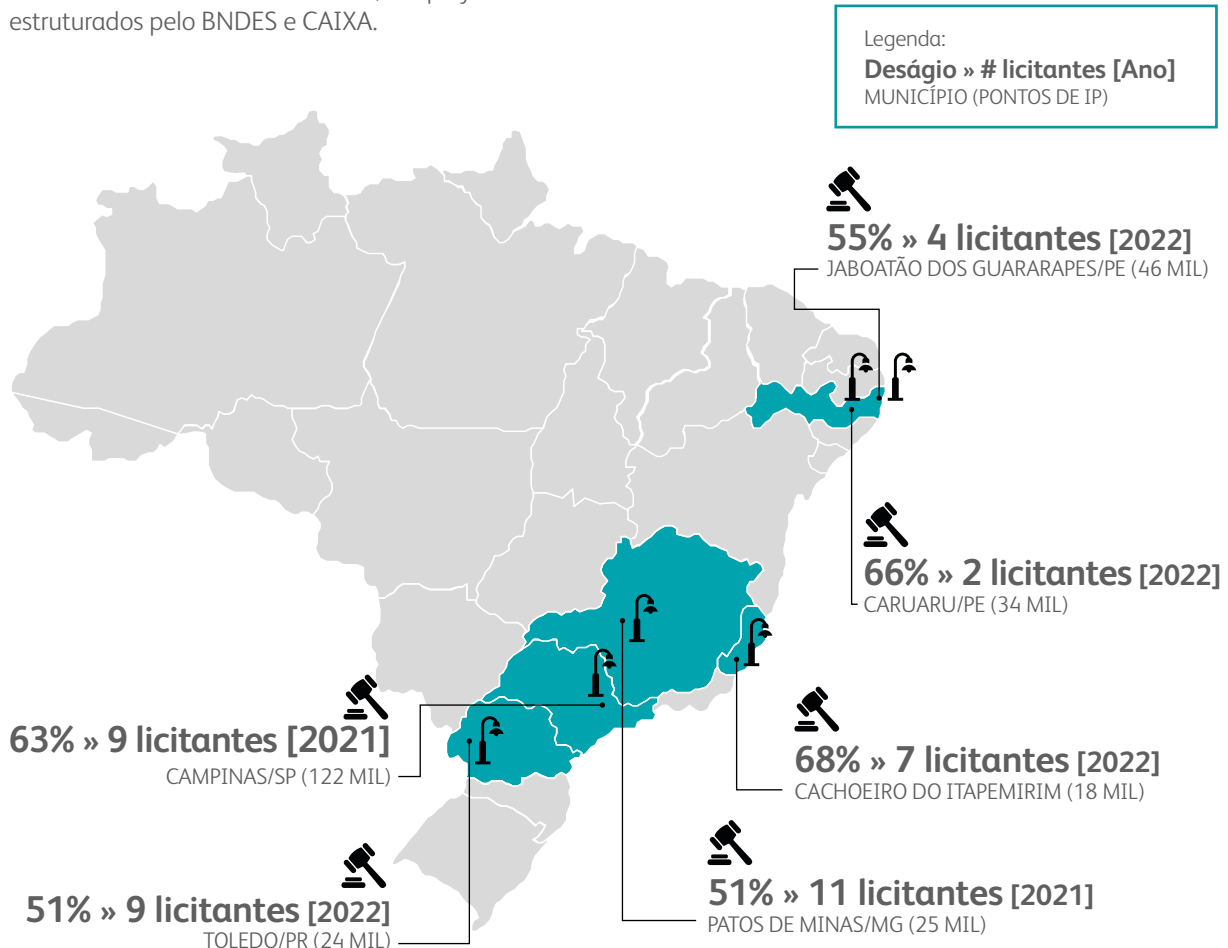 estruturados pelo BNDES e CAIXA.
Legenda:
Deságio » # licitantes [Ano]
MUNICÍPIO (PONTOS DE IP)
55% » 4 licitantes [2022]
JABOATÃO DOS GUARARAPES/PE (46 MIL)
66% » 2 licitantes [2022]
CARUARU/PE (34 MIL)
63% » 9 licitantes [2021]
CAMPINAS/SP (122 MIL)
68% » 7 licitantes [2022]
CACHOEIRO DO ITAPEMIRIM (18 MIL)
51% » 11 licitantes [2021]
PATOS DE MINAS/MG (25 MIL)
51% » 9 licitantes [2022]
TOLEDO/PR (24 MIL)